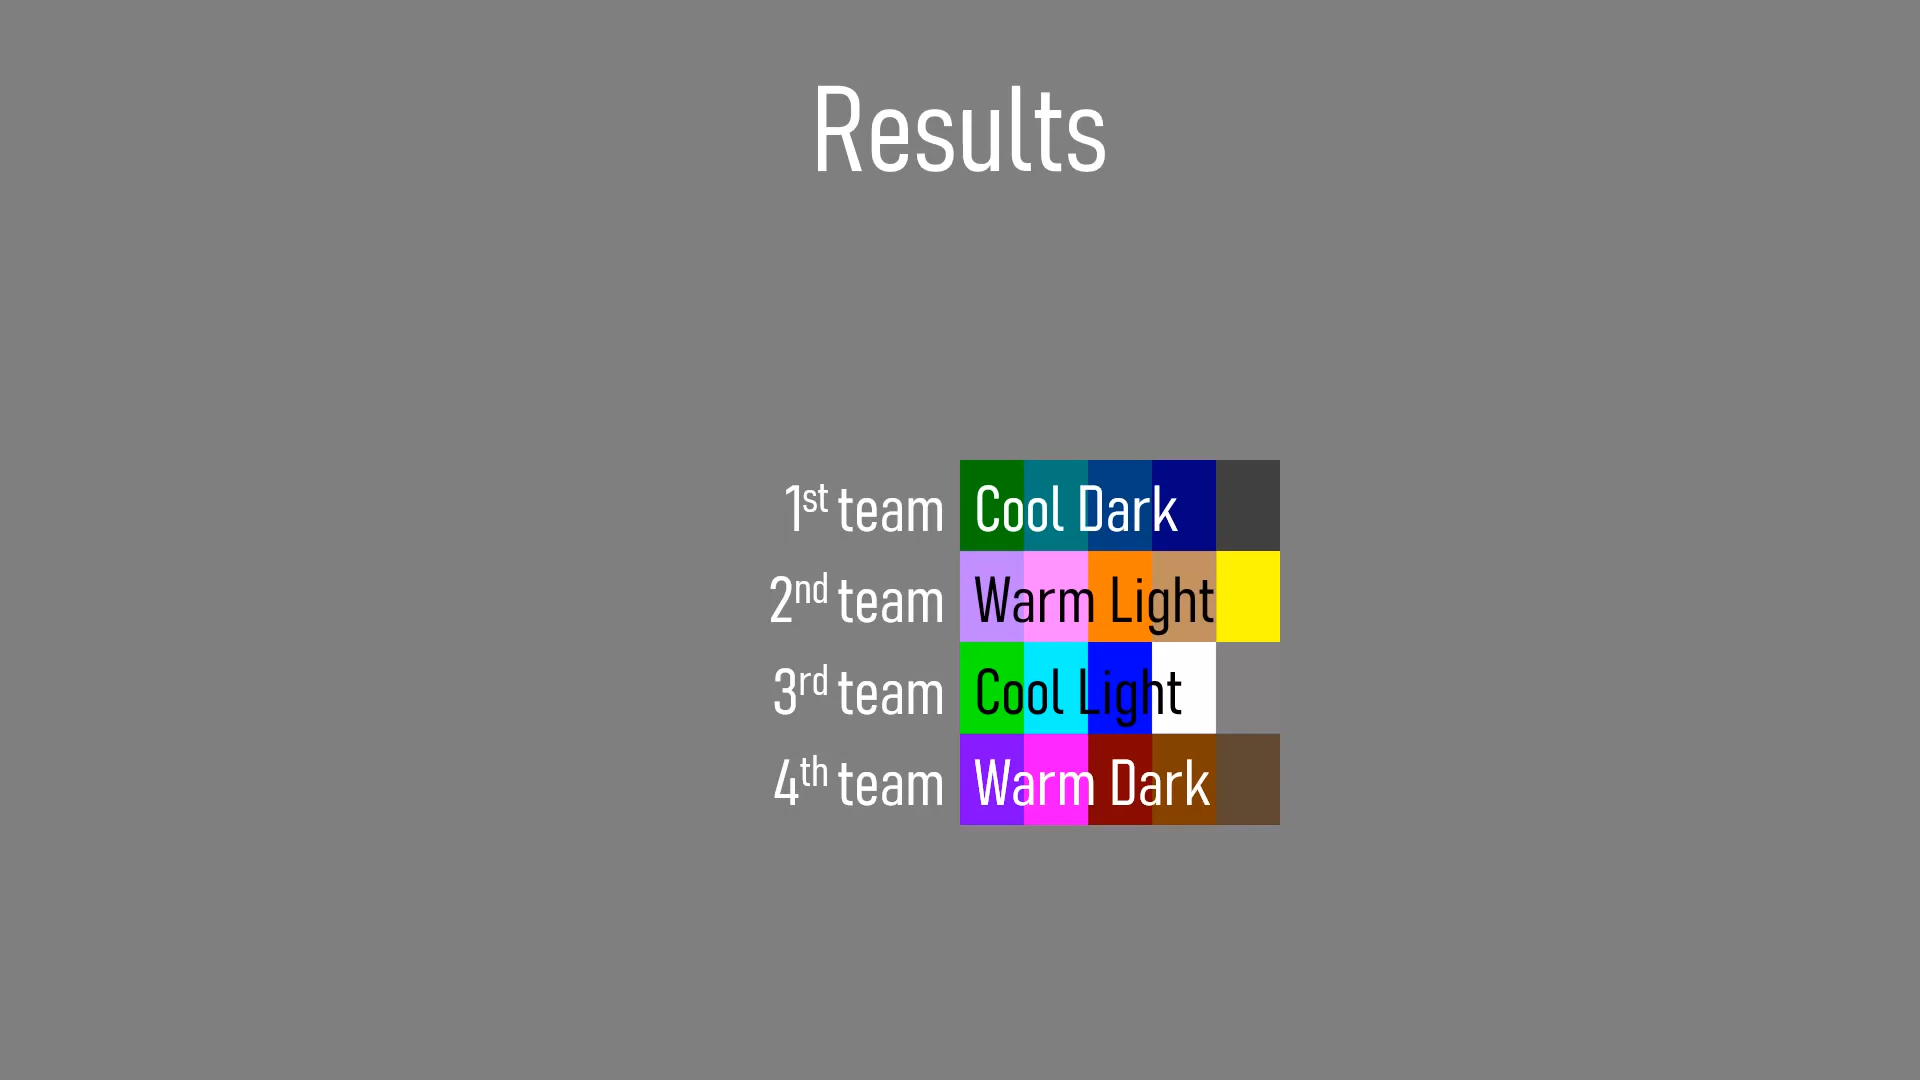 Results
1st team Cool Dark
2nd team Warm Light
3rd team Cool Light
4th team Warm Dark